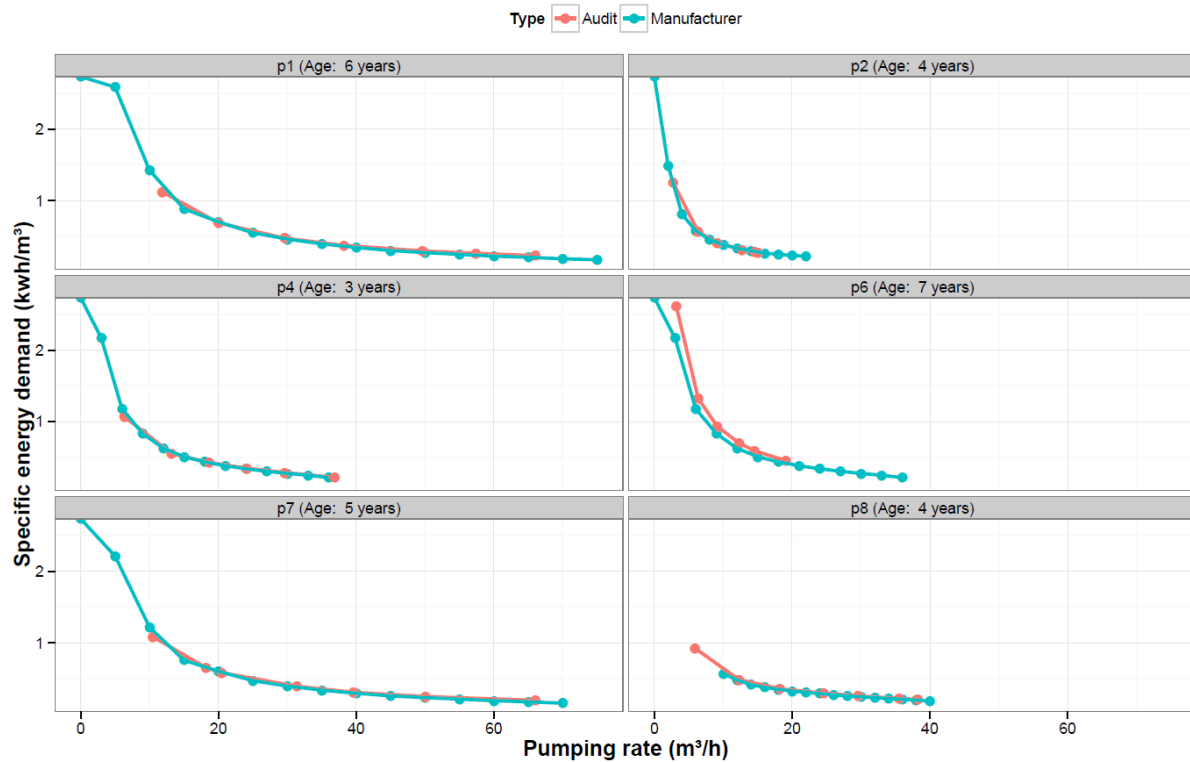 Type Audit Manufacturer
p1 (Age: 6 years) p2 (Age: 4 years)
2
1
p4 (Age: 3 years) p6 (Age: 7 years)
2
1
p7 (Age: 5 years) p8 (Age: 4 years)
2
1
0 20 40 60 0 20 40 60
Pumping rate (m³/h)
Specific energy demand (kwh/m³)